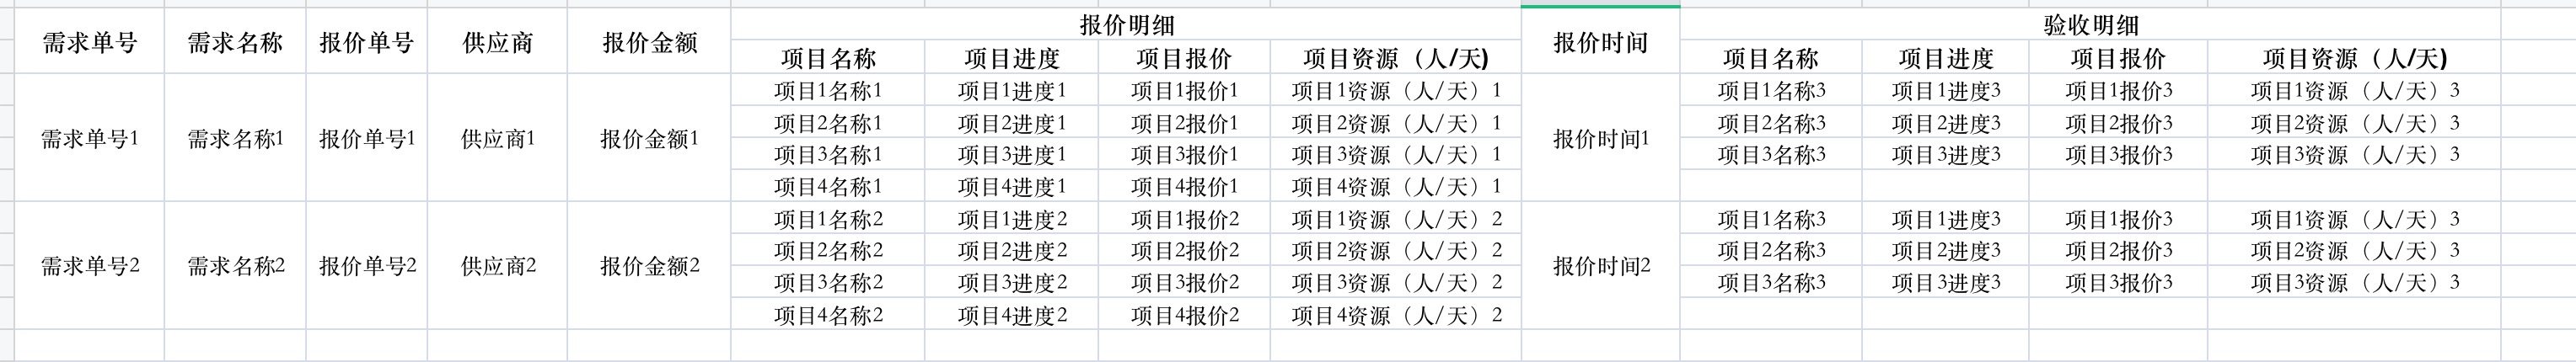 需求单号 需求名称 报价单号 供应商 报价金额 报价明细 报价时间 验收明细
项目名称 项目进度 项目报价 项目资源（人/天） 项目名称 项目进度 项目报价 项目资源（人/天）
项目1名称1 项目1进度1 项目1报价1 项目1资源（人/天）1 项目1名称3 项目1进度3 项目1报价3 项目1资源（人/天）3
项目2名称1 项目2进度1 项目2报价1 项目2资源（人/天）1 项目2名称3 项目2进度3 项目2报价3 项目2资源（人/天）3
需求单号1 需求名称1 报价单号1 供应商1 报价金额1 报价时间1
项目3名称1 项目3进度1 项目3报价1 项目3资源（人/天）1 项目3名称3 项目3进度3 项目3报价3 项目3资源（人/天）3
项目4名称1 项目4进度1 项目4报价1 项目4资源（人/天）1
项目1名称2 项目1进度2 项目1报价2 项目1资源（人/天）2 项目1名称3 项目1进度3 项目1报价3 项目1资源（人/天）3
项目2名称2 项目2进度2 项目2报价2 项目2资源（人/天）2 项目2名称3 项目2进度3 项目2报价3 项目2资源（人/天）3
需求单号2 需求名称2 报价单号2 供应商2 报价金额2 报价时间2
项目3名称2 项目3进度2 项目3报价2 项目3资源（人/天）2 项目3名称3 项目3进度3 项目3报价3 项目3资源（人/天）3
项目4名称2 项目4进度2 项目4报价2 项目4资源（人/天）2